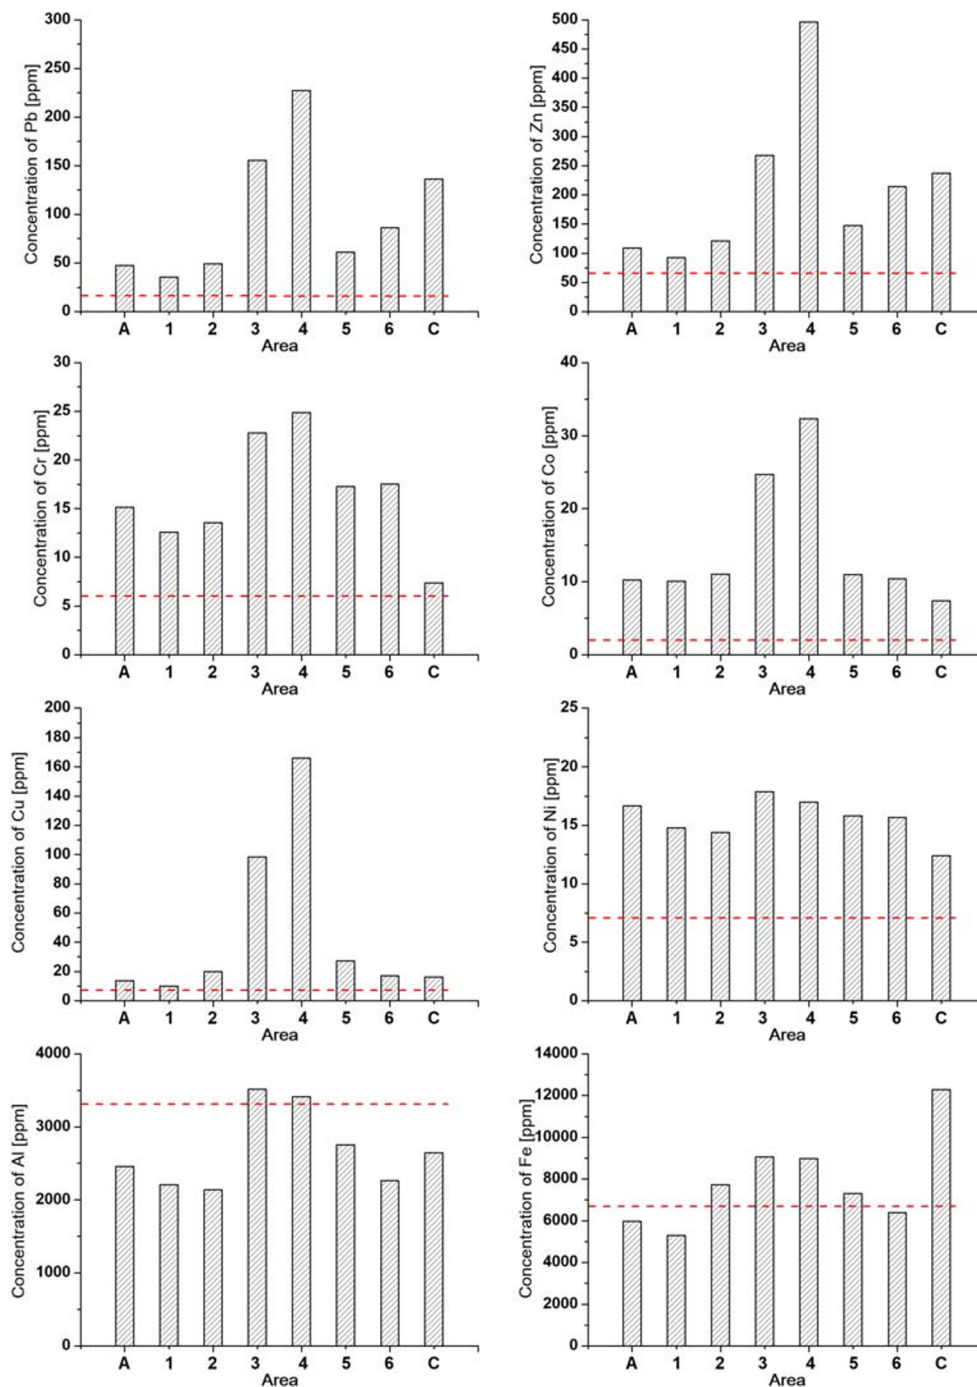 Concentration of Pb [ppm]
300
250
200
150
100
50
0
A 1 2 3 4 5 6 C
Area
Concentration of Zn [ppm]
500
450
400
350
300
250
200
150
100
50
0
A 1 2 3 4 5 6 C
Area
Concentration of Cr [ppm]
30
25
20
15
10
5
0
A 1 2 3 4 5 6 C
Area
Concentration of Co [ppm]
40
30
20
10
0
A 1 2 3 4 5 6 C
Area
Concentration of Cu [ppm]
200
180
160
140
120
100
80
60
40
20
0
A 1 2 3 4 5 6 C
Area
Concentration of Ni [ppm]
25
20
15
10
5
0
A 1 2 3 4 5 6 C
Area
Concentration of Al [ppm]
4000
3000
2000
1000
0
A 1 2 3 4 5 6 C
Area
Concentration of Fe [ppm]
14000
12000
10000
8000
6000
4000
2000
0
A 1 2 3 4 5 6 C
Area